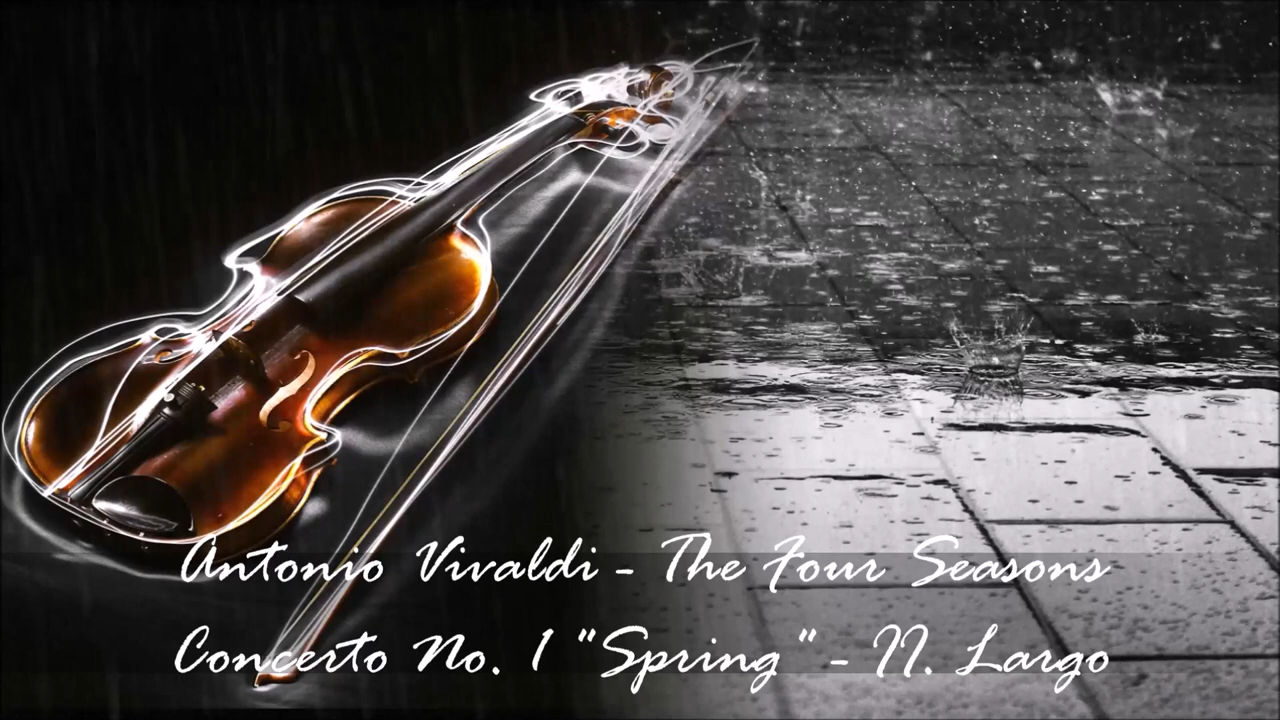 Antonio Vivaldi - The Four Seasons
Concerto No. 1 "Spring" - II. Largo